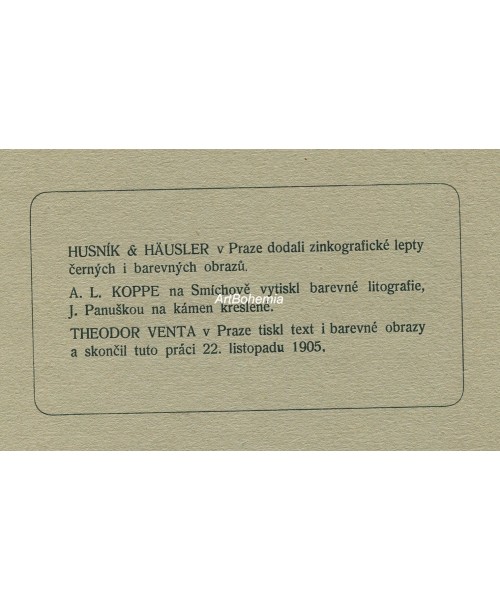 HUSNÍK & HÄUSLER v Praze dodali zinkografické lepty
černých i barevných obrazů.
A. L. KOPPE na Smíchově vytiskl barevné litografie,
ArtBohemia
J. Panuškou na kámen kreslené.
THEODOR VENTA v Praze tiskl text i barevné obrazy
a skončil tuto práci 22. listopadu 1905.